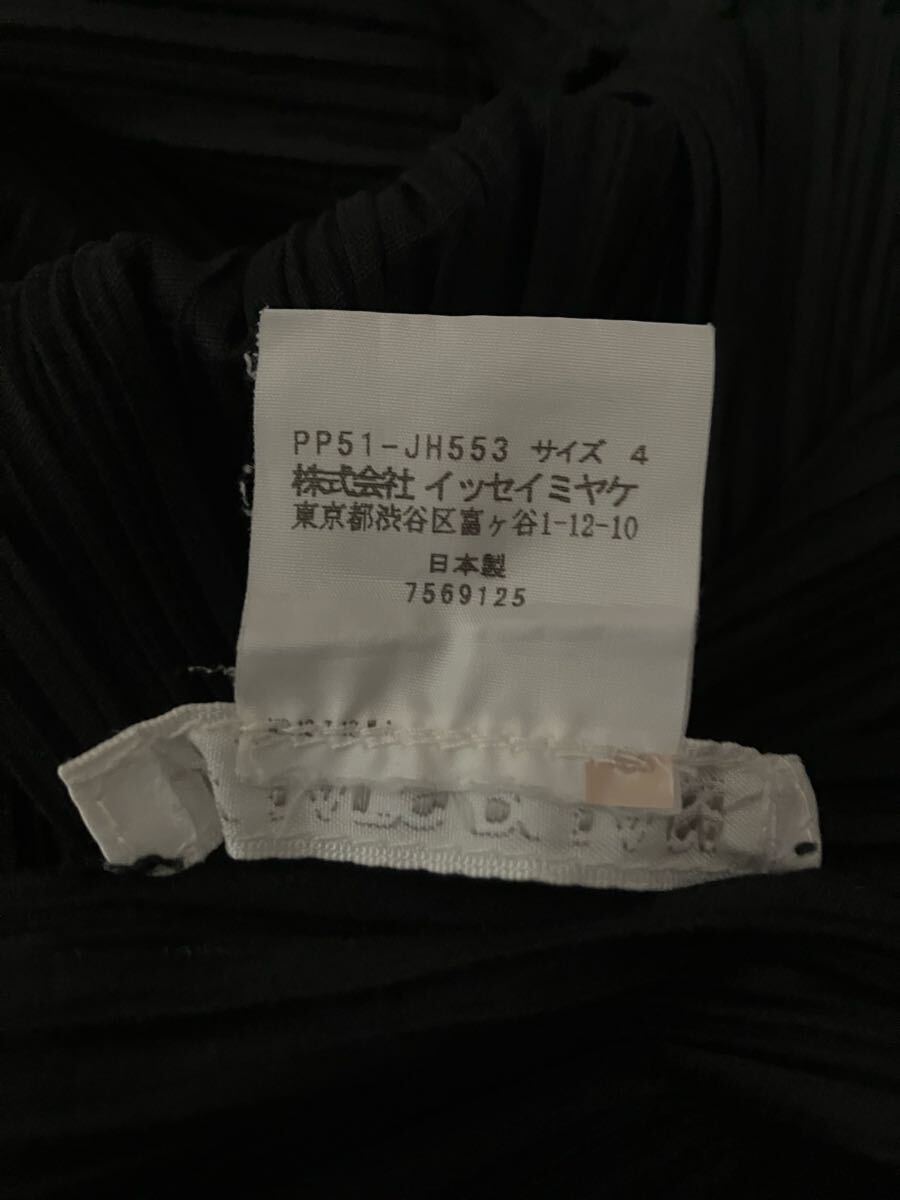 PP51-JH553 サイズ 4
株式会社 イッセイミヤケ
東京都渋谷区富ヶ谷1-12-10
日本製
7569125